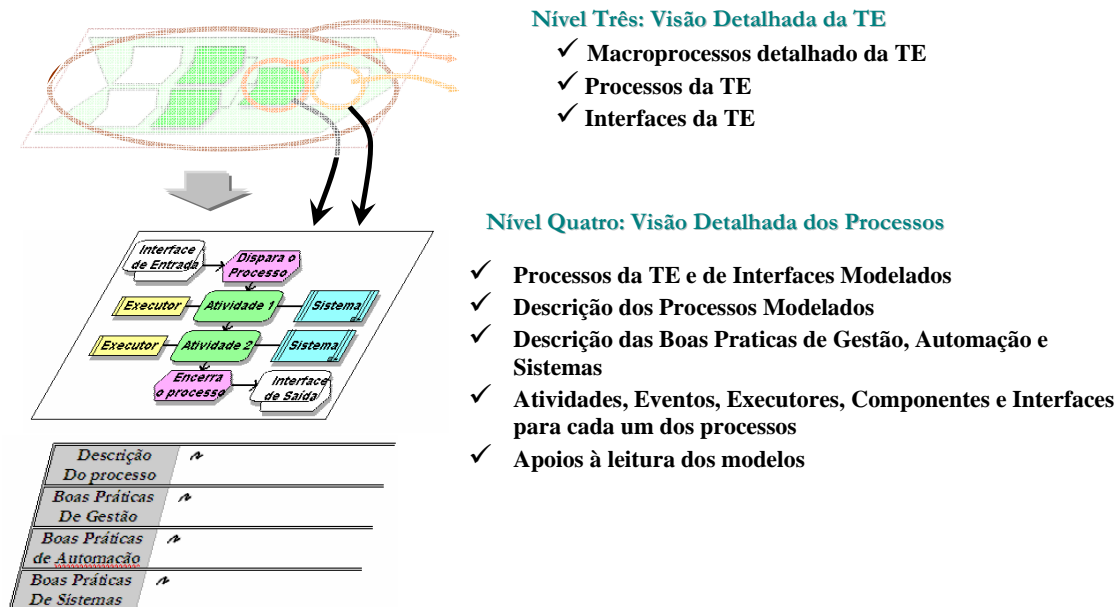 Nível Três: Visão Detalhada da TE
✓ Macroprocessos detalhado da TE
✓ Processos da TE
✓ Interfaces da TE
Nível Quatro: Visão Detalhada dos Processos
✓ Processos da TE e de Interfaces Modelados
✓ Descrição dos Processos Modelados
✓ Descrição das Boas Praticas de Gestão, Automação e
Sistemas
✓ Atividades, Eventos, Executores, Componentes e Interfaces
para cada um dos processos
✓ Apoios à leitura dos modelos
Interface
de Entrada
Dispara o
Processo
Executor
Atividade 1
Sistema
Executor
Atividade 2
Sistema
Encerra
o processo
Interface
de Saída
Descrição
Do processo
Boas Práticas
De Gestão
Boas Práticas
de Automação
Boas Práticas
De Sistemas